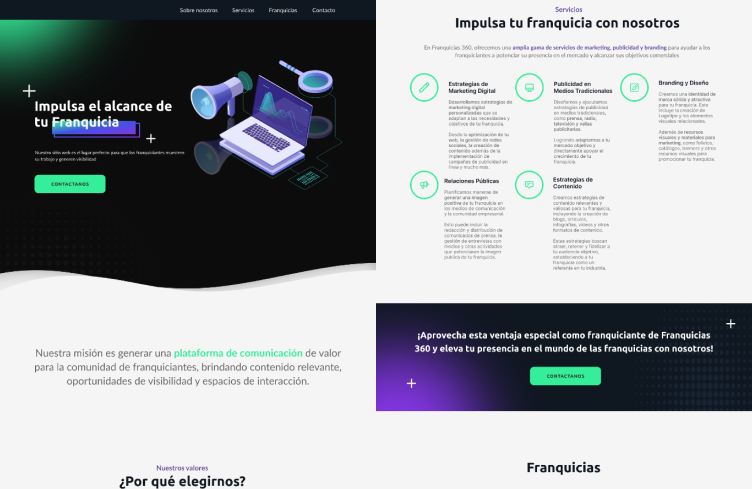 Sobre nosotros Servicios Franquicias Contacto
Impulsa el alcance de
tu Franquicia
Nuestro sitio web es el lugar perfecto para que los franquiciantes muestren
su trabajo y generen visibilidad
CONTACTANOS
Nuestra misión es generar una plataforma de comunicación de valor
para la comunidad de franquiciantes, brindando contenido relevante,
oportunidades de visibilidad y espacios de interacción.
Nuestros valores
¿Por qué elegirnos?
Servicios
Impulsa tu franquicia con nosotros
En Franquicias 360, ofrecemos una amplia gama de servicios de marketing, publicidad y branding para ayudar a los
franquiciantes a potenciar su presencia en el mercado y alcanzar sus objetivos comerciales
Estrategias de
Marketing Digital
Desarrollamos estrategias de
marketing digital
personalizadas que se
adaptan a las necesidades y
objetivos de tu franquicia.
Desde la optimización de tu
web, la gestión de redes
sociales, la creación de
contenido además de la
implementación de
campañas de publicidad en
línea y mucho más.
Publicidad en
Medios Tradicionales
Diseñamos y ejecutamos
estrategias de publicidad
en medios tradicionales,
como prensa, radio,
televisión y vallas
publicitarias.
Logrando adaptarnos a tu
mercado objetivo y
directamente apoyar el
crecimiento de tu
franquicia.
Branding y Diseño
Creamos una identidad de
marca sólida y atractiva
para tu franquicia. Esto
incluye la creación de
Logotipo y los elementos
visuales relacionados.
Además de recursos
visuales y materiales para
marketing, como folletos,
catálogos, banners y otros
recursos visuales para
promocionar tu franquicia.
Relaciones Públicas
Planificamos maneras de
generar una imagen
positiva de tu franquicia en
los medios de comunicación
y la comunidad empresarial.
Esto puede incluir la
redacción y distribución de
comunicados de prensa, la
gestión de entrevistas con
medios y otras actividades
que potencienen la imagen
pública de tu franquicia.
Estrategias de
Contenido
Creamos estrategias de
contenido relevantes y
valiosas para tu franquicia,
incluyendo la creación de
blogs, artículos,
infografías, videos y otros
formatos de contenido.
Estas estrategias buscan
atraer, retener y fidelizar a
tu audiencia objetivo,
estableciendo a tu
franquicia como un
referente en tu industria.
¡Aprovecha esta ventaja especial como franquiciante de Franquicias
360 y eleva tu presencia en el mundo de las franquicias con nosotros!
CONTACTANOS
Franquicias